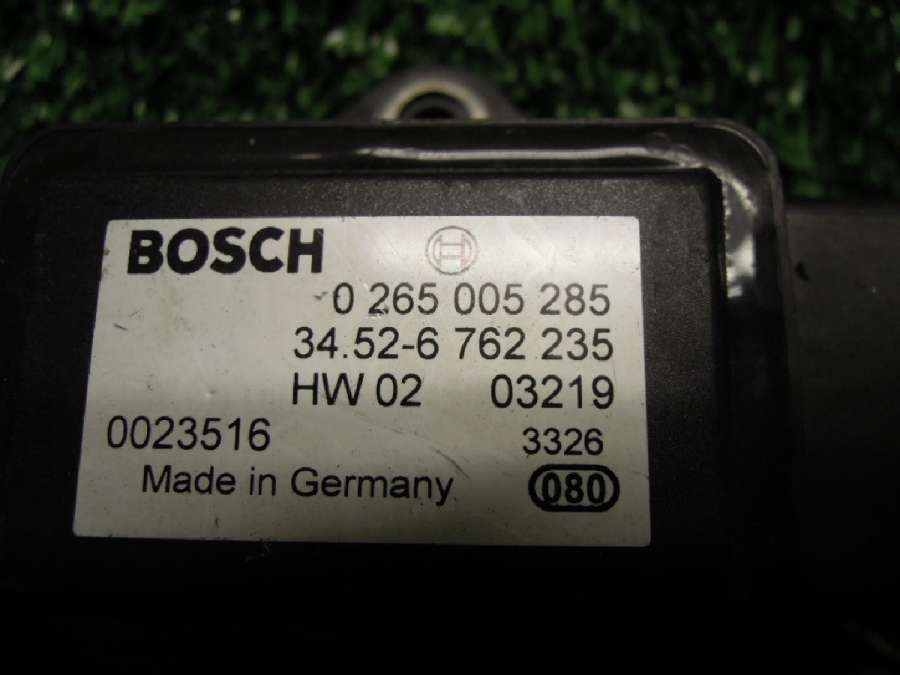 BOSCH
0 265 005 285
34.52-6 762 235
HW 02 03219
0023516 3326
Made in Germany 080